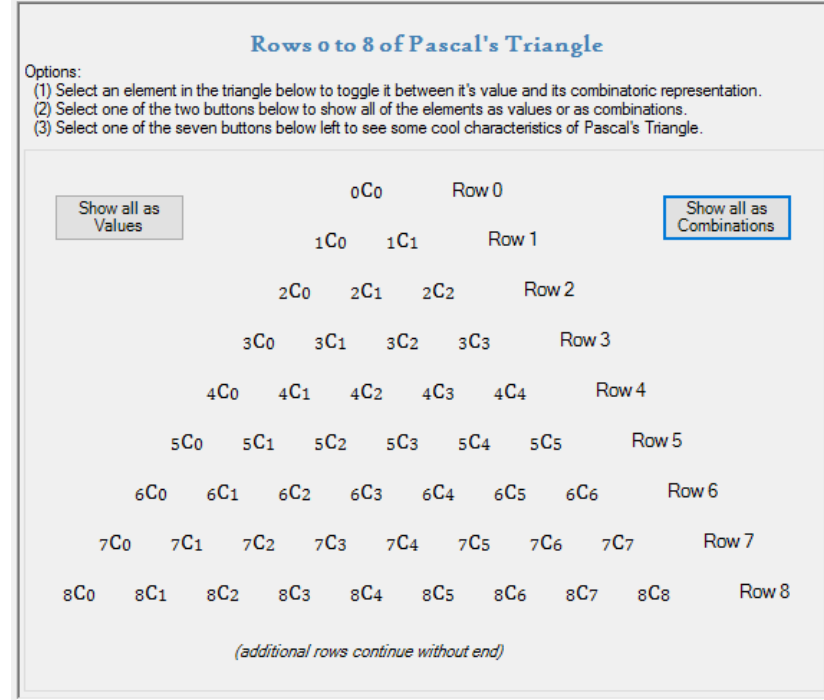 Rows 0 to 8 of Pascal's Triangle
Options:
(1) Select an element in the triangle below to toggle it between it's value and its combinatoric representation.
(2) Select one of the two buttons below to show all of the elements as values or as combinations.
(3) Select one of the seven buttons below left to see some cool characteristics of Pascal's Triangle.
Show all as
Values
Show all as
Combinations
₀C₀ Row 0
₁C₀ ₁C₁ Row 1
₂C₀ ₂C₁ ₂C₂ Row 2
₃C₀ ₃C₁ ₃C₂ ₃C₃ Row 3
₄C₀ ₄C₁ ₄C₂ ₄C₃ ₄C₄ Row 4
₅C₀ ₅C₁ ₅C₂ ₅C₃ ₅C₄ ₅C₅ Row 5
₆C₀ ₆C₁ ₆C₂ ₆C₃ ₆C₄ ₆C₅ ₆C₆ Row 6
₇C₀ ₇C₁ ₇C₂ ₇C₃ ₇C₄ ₇C₅ ₇C₆ ₇C₇ Row 7
₈C₀ ₈C₁ ₈C₂ ₈C₃ ₈C₄ ₈C₅ ₈C₆ ₈C₇ ₈C₈ Row 8
(additional rows continue without end)